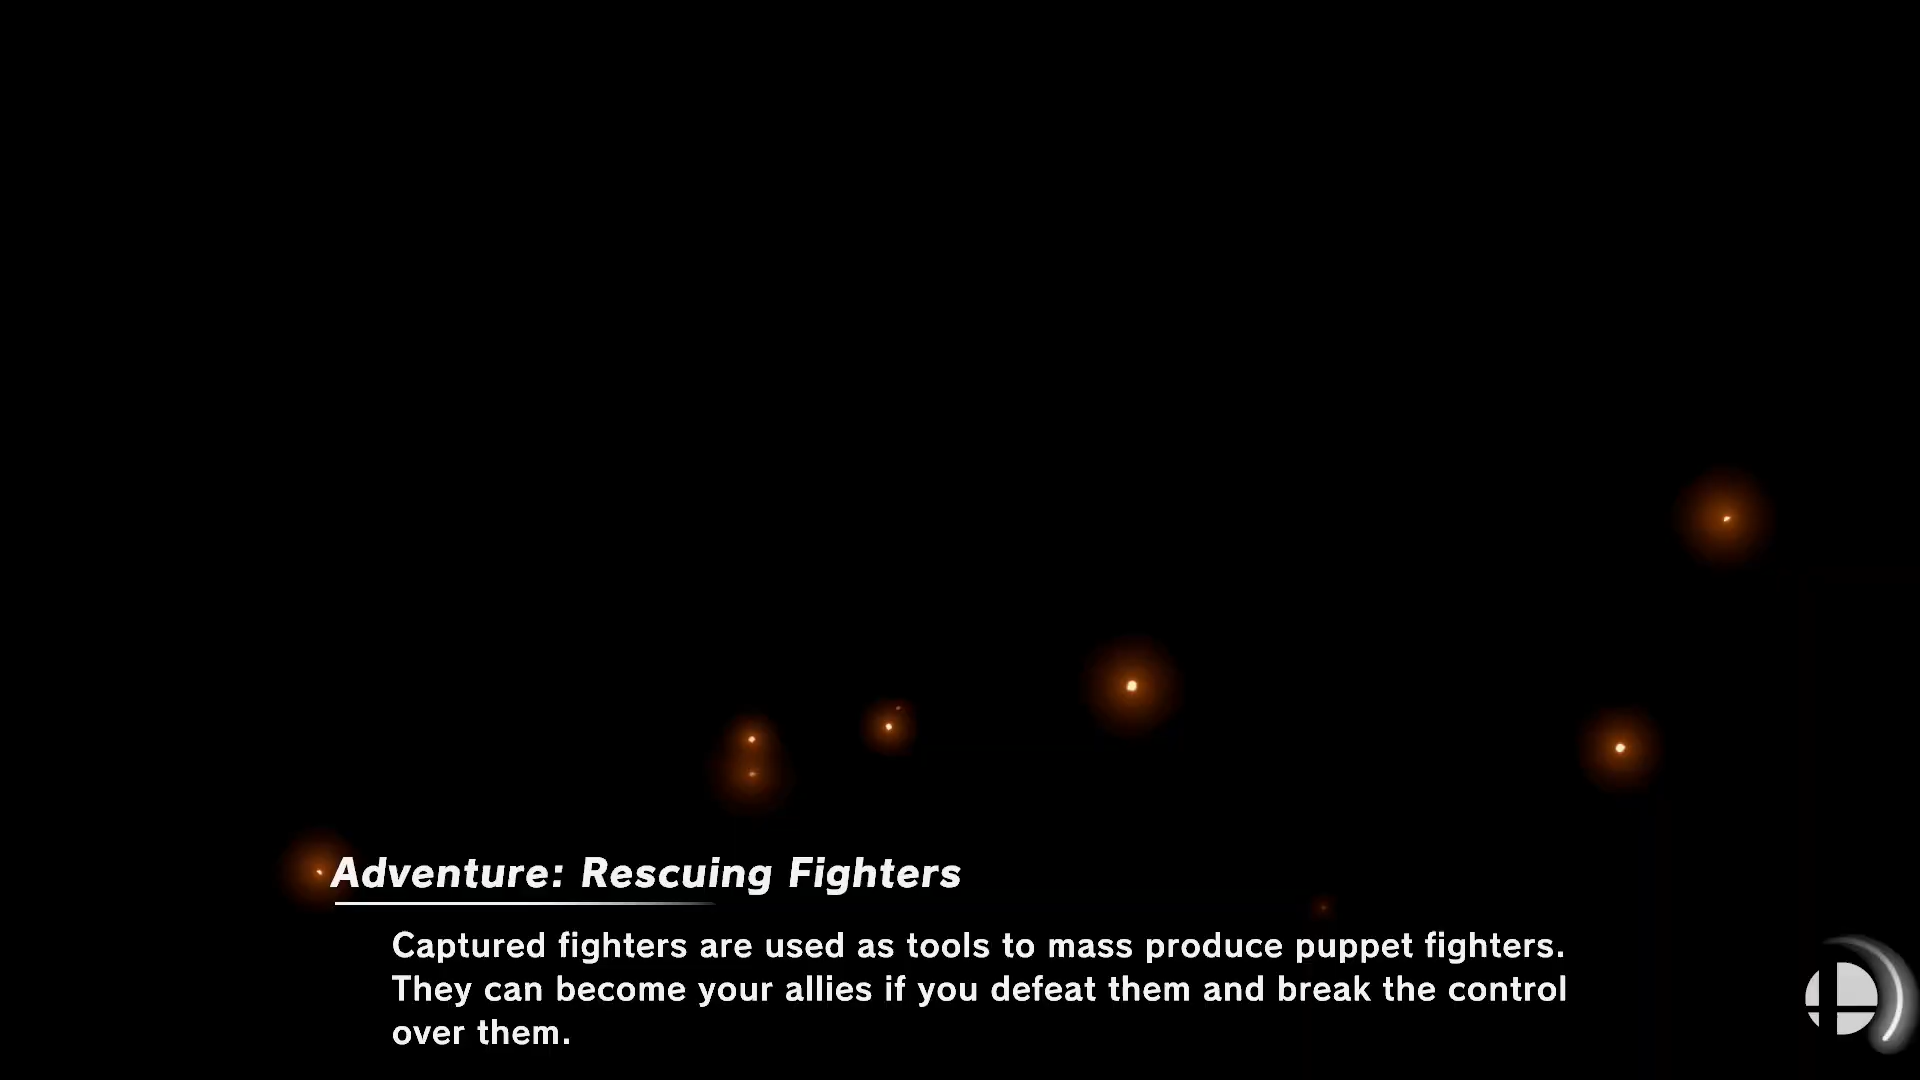 Adventure: Rescuing Fighters
Captured fighters are used as tools to mass produce puppet fighters.
They can become your allies if you defeat them and break the control
over them.